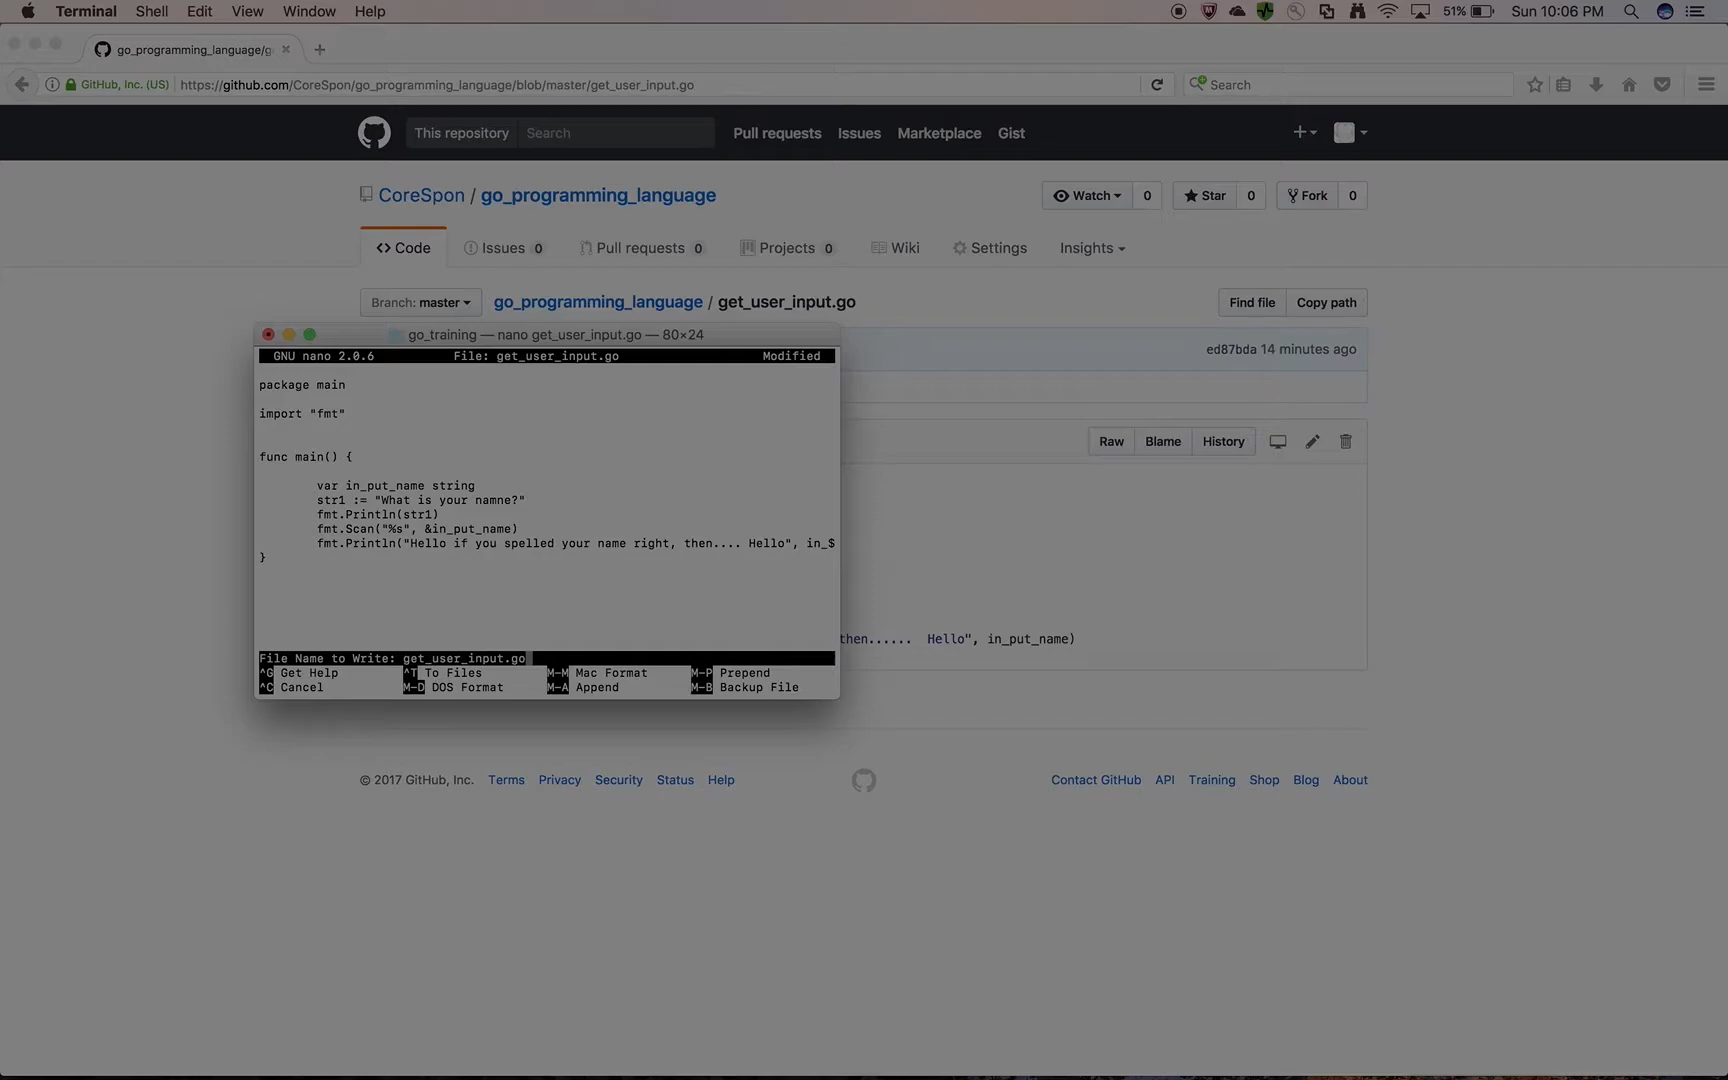 Terminal Shell Edit View Window Help 51% Sun 10:06 PM
go_programming_language/g
GitHub, Inc. (US) https://github.com/CoreSpon/go_programming_language/blob/master/get_user_input.go Search
This repository Search Pull requests Issues Marketplace Gist
CoreSpon / go_programming_language Watch 0 Star 0 Fork 0
Code Issues 0 Pull requests 0 Projects 0 Wiki Settings Insights
Branch: master go_programming_language / get_user_input.go Find file Copy path
go_training — nano get_user_input.go — 80×24
ed87bda 14 minutes ago
GNU nano 2.0.6 File: get_user_input.go Modified
package main
import "fmt"
Raw Blame History
func main() {
var in_put_name string
str1 := "What is your namne?"
fmt.Println(str1)
fmt.Scan("%s", &in_put_name)
fmt.Println("Hello if you spelled your name right, then.... Hello", in_$
}
then...... Hello", in_put_name)
File Name to Write: get_user_input.go
^G Get Help ^T To Files M-M Mac Format M-P Prepend
^C Cancel M-D DOS Format M-A Append M-B Backup File
© 2017 GitHub, Inc. Terms Privacy Security Status Help Contact GitHub API Training Shop Blog About